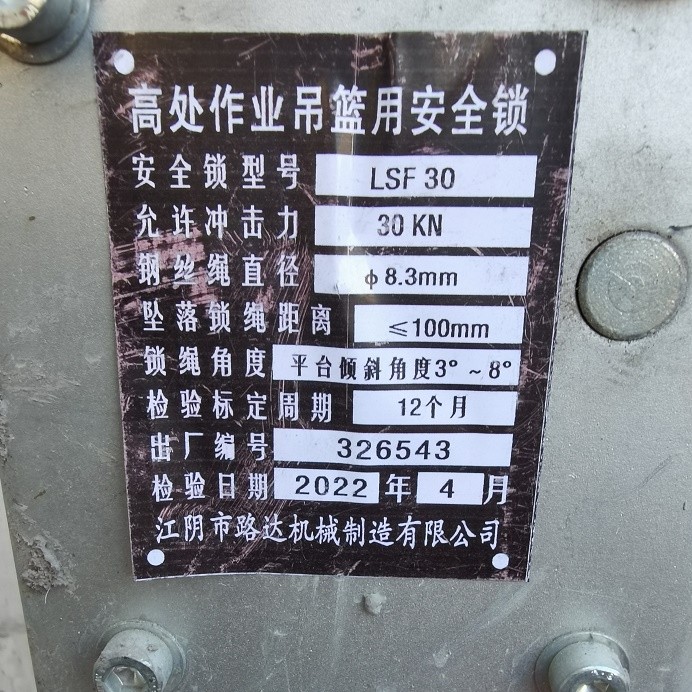 高处作业吊篮用安全锁
安全锁型号 LSF 30
允许冲击力 30 KN
钢丝绳直径 ф8.3mm
坠落锁绳距离 ≤100mm
锁绳角度 平台倾斜角度3° ~ 8°
检验标定周期 12个月
出厂编号 326543
检验日期 2022 年 4 月
江阴市路达机械制造有限公司